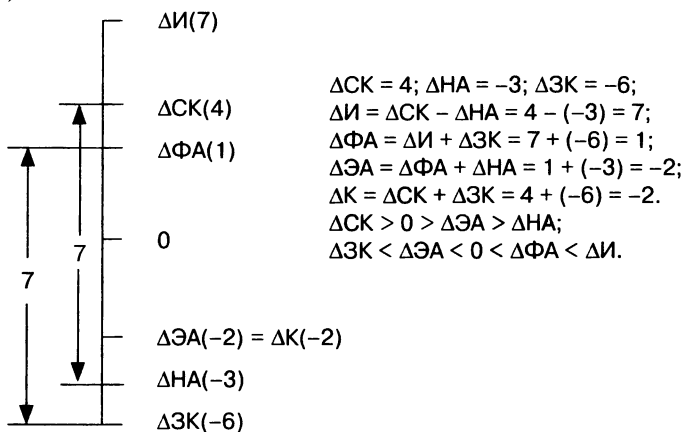 ΔИ(7)
ΔСК(4)
ΔФА(1)
0
7
7
ΔЭА(−2) = ΔК(−2)
ΔНА(−3)
ΔЗК(−6)
ΔСК = 4; ΔНА = −3; ΔЗК = −6;
ΔИ = ΔСК − ΔНА = 4 − (−3) = 7;
ΔФА = ΔИ + ΔЗК = 7 + (−6) = 1;
ΔЭА = ΔФА + ΔНА = 1 + (−3) = −2;
ΔК = ΔСК + ΔЗК = 4 + (−6) = −2.
ΔСК > 0 > ΔЭА > ΔНА;
ΔЗК < ΔЭА < 0 < ΔФА < ΔИ.